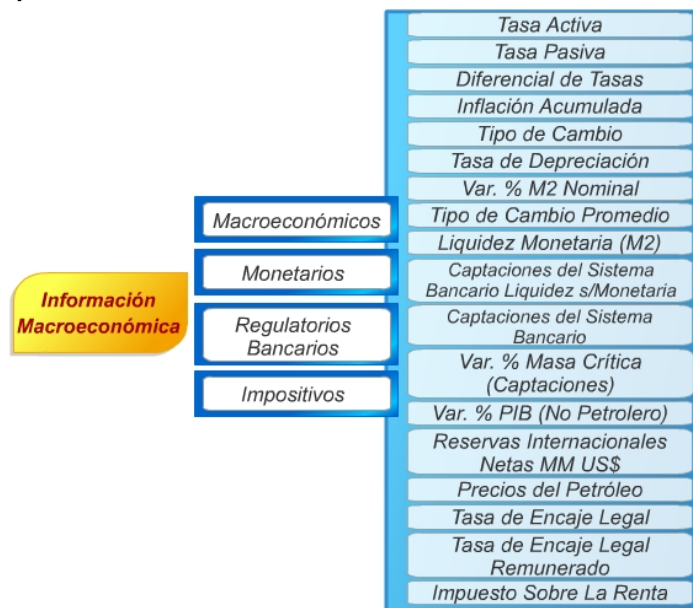 Información
Macroeconómica
Macroeconómicos
Monetarios
Regulatorios
Bancarios
Impositivos
Tasa Activa
Tasa Pasiva
Diferencial de Tasas
Inflación Acumulada
Tipo de Cambio
Tasa de Depreciación
Var. % M2 Nominal
Tipo de Cambio Promedio
Liquidez Monetaria (M2)
Captaciones del Sistema
Bancario Liquidez s/Monetaria
Captaciones del Sistema
Bancario
Var. % Masa Crítica
(Captaciones)
Var. % PIB (No Petrolero)
Reservas Internacionales
Netas MM US$
Precios del Petróleo
Tasa de Encaje Legal
Tasa de Encaje Legal
Remunerado
Impuesto Sobre La Renta